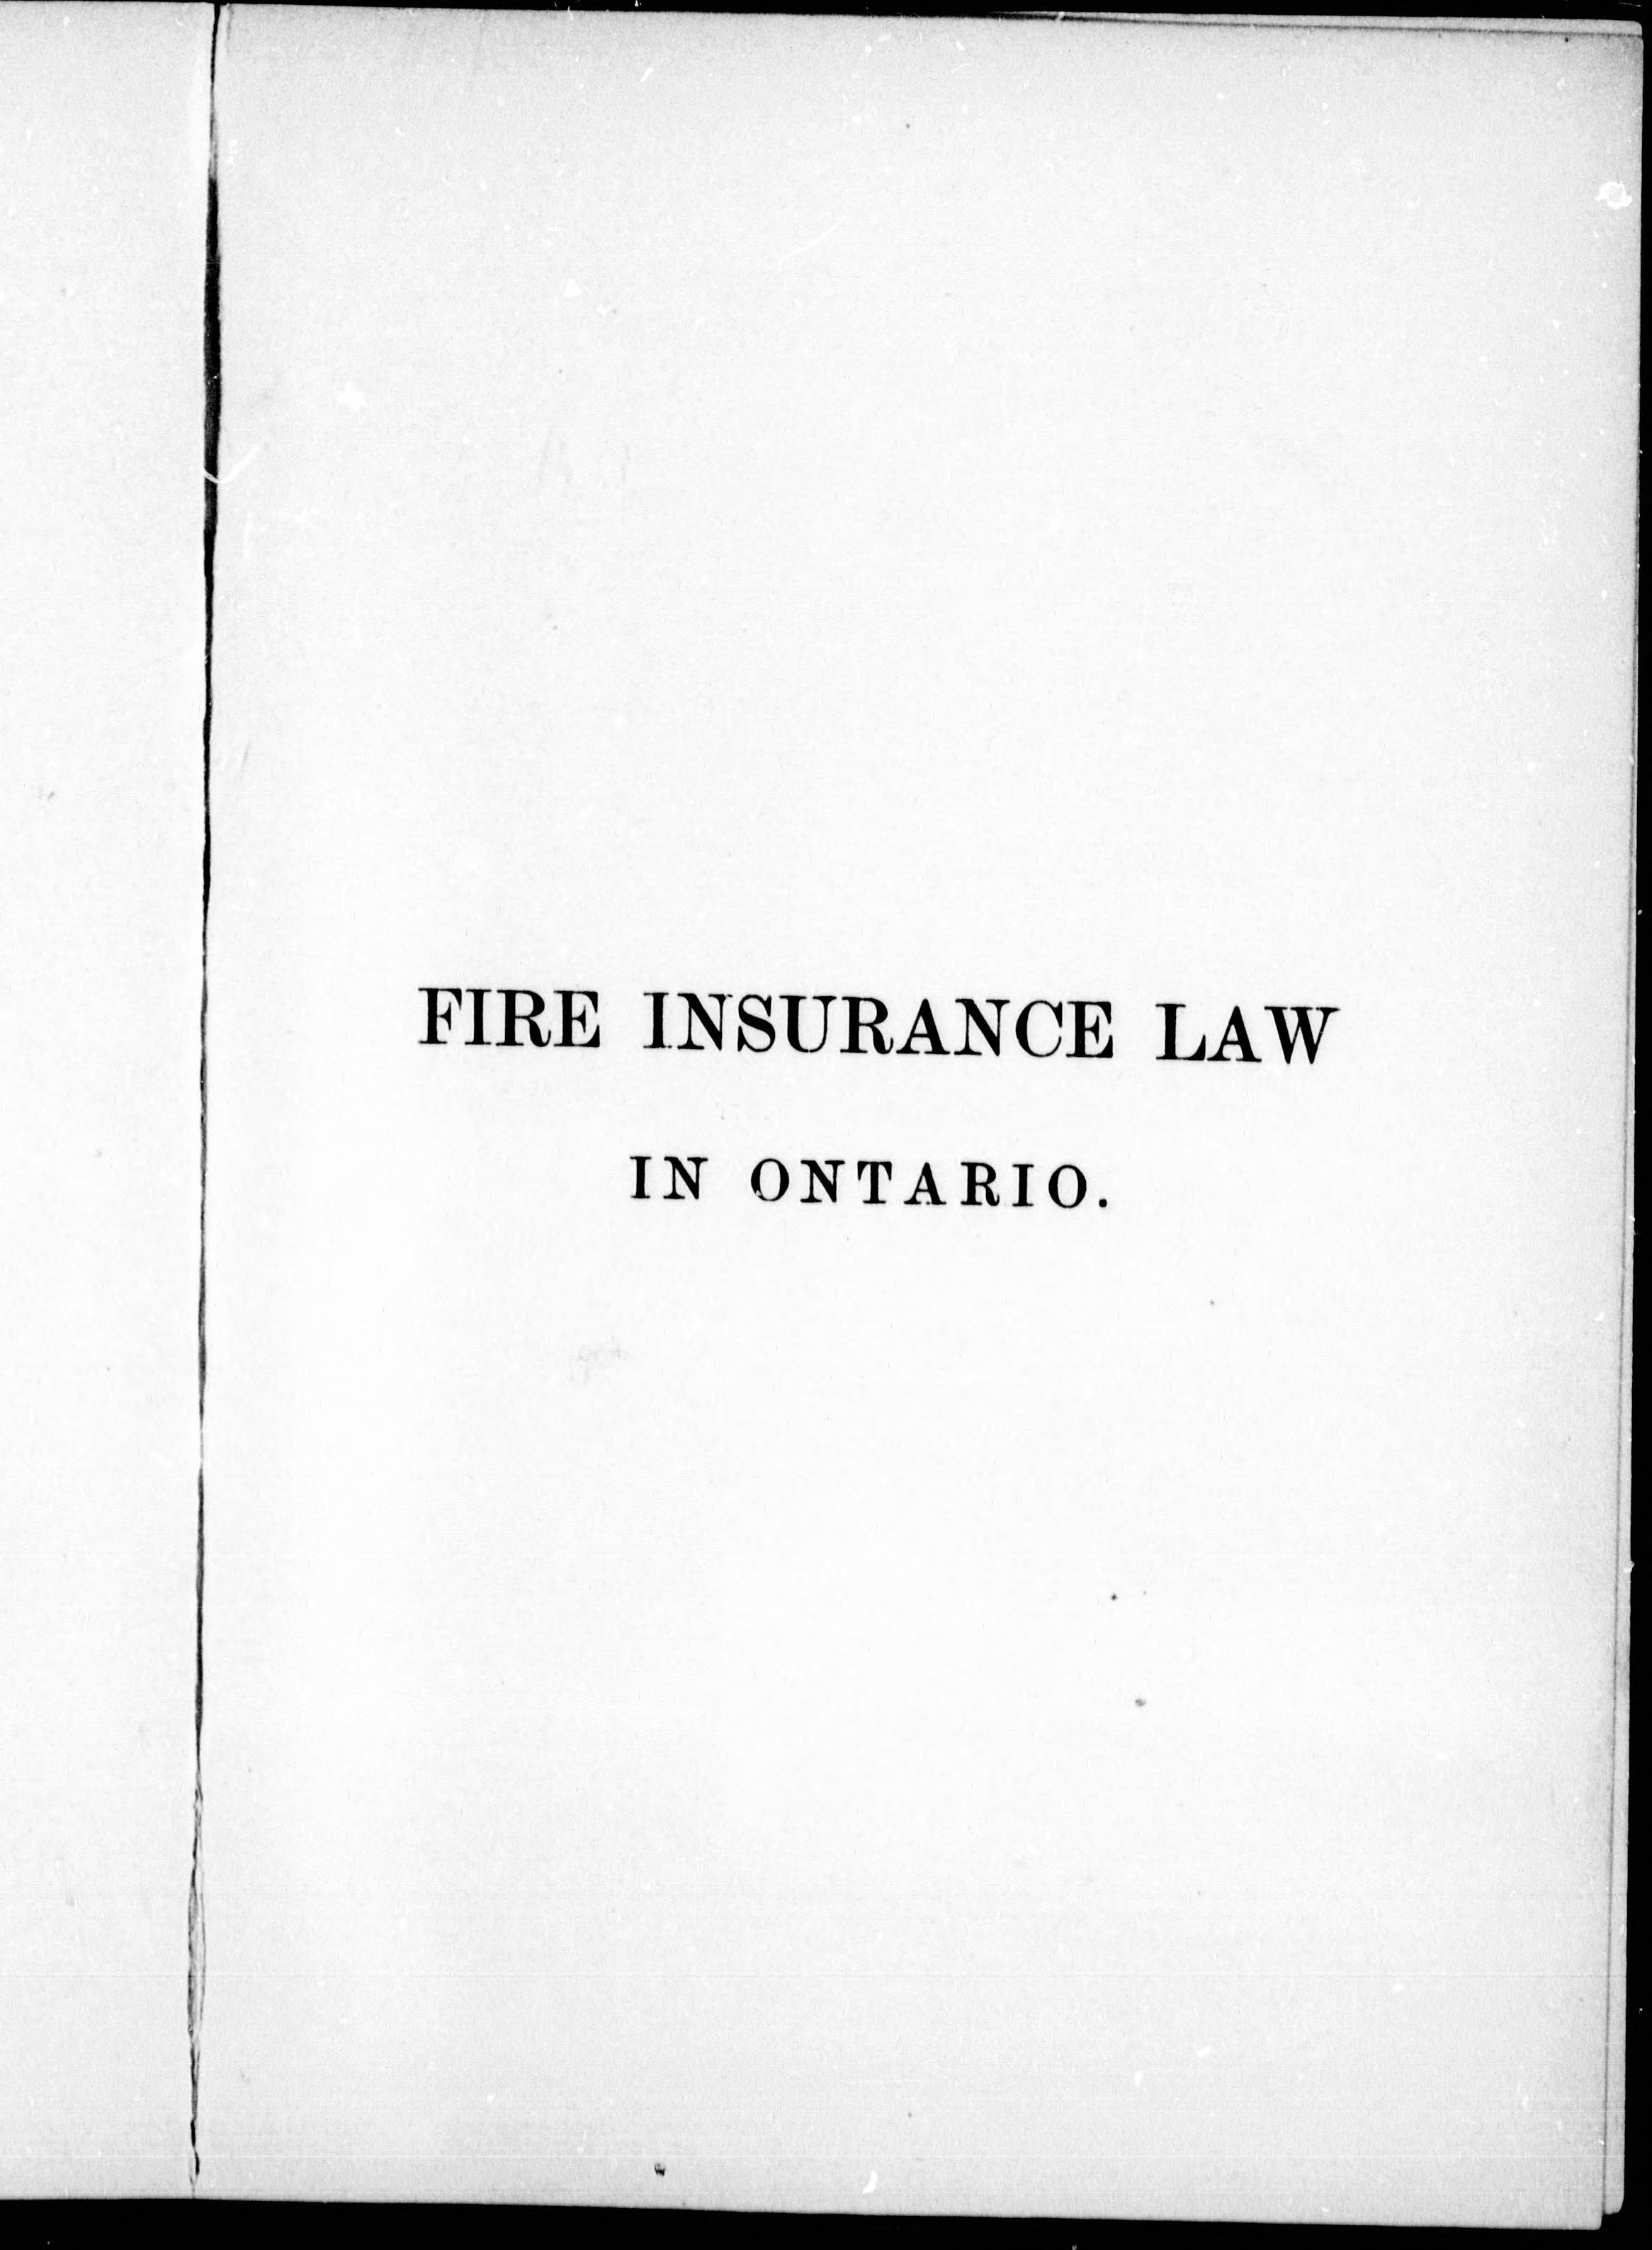 FIRE INSURANCE LAW
IN ONTARIO.